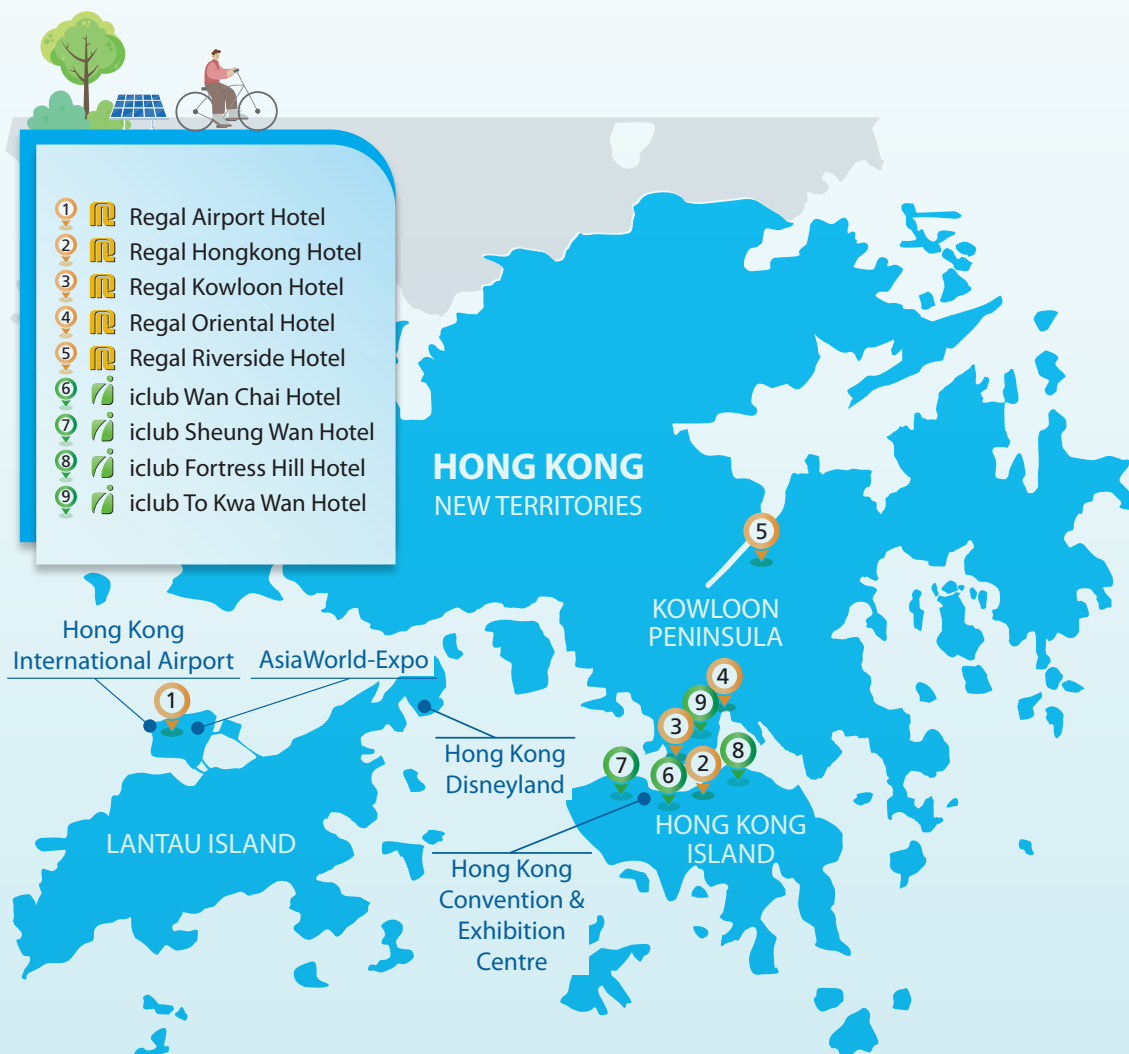 1 Regal Airport Hotel
2 Regal Hongkong Hotel
3 Regal Kowloon Hotel
4 Regal Oriental Hotel
5 Regal Riverside Hotel
6 iclub Wan Chai Hotel
7 iclub Sheung Wan Hotel
8 iclub Fortress Hill Hotel
9 iclub To Kwa Wan Hotel
HONG KONG
NEW TERRITORIES
5
KOWLOON
PENINSULA
Hong Kong
International Airport
AsiaWorld-Expo
1
4
9
3
Hong Kong
Disneyland
7
6
2
8
LANTAU ISLAND
HONG KONG
ISLAND
Hong Kong
Convention &
Exhibition
Centre